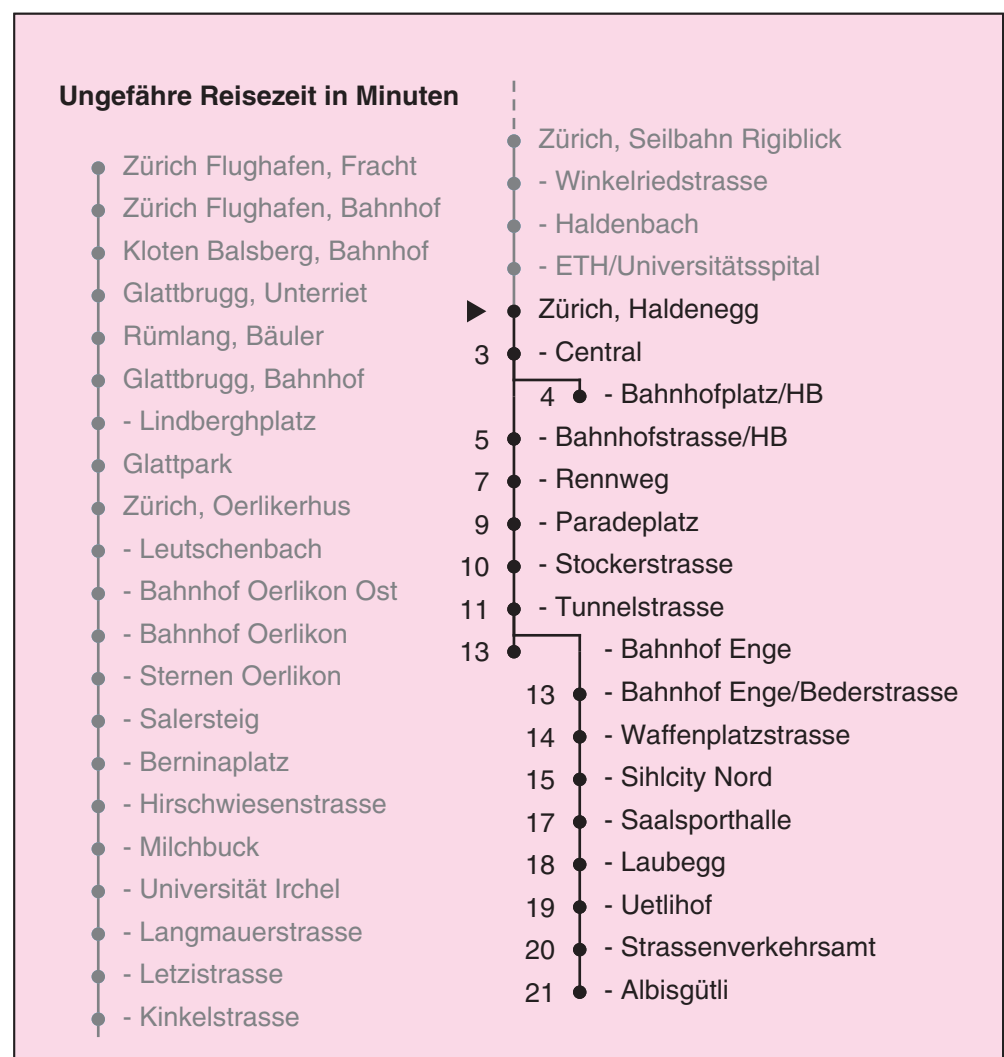 Ungefähre Reisezeit in Minuten
Zürich Flughafen, Fracht
Zürich Flughafen, Bahnhof
Kloten Balsberg, Bahnhof
Glattbrugg, Unterriet
Rümlang, Bäuler
Glattbrugg, Bahnhof
- Lindberghplatz
Glattpark
Zürich, Oerlikerhus
- Leutschenbach
- Bahnhof Oerlikon Ost
- Bahnhof Oerlikon
- Sternen Oerlikon
- Salersteig
- Berninaplatz
- Hirschwiesenstrasse
- Milchbuck
- Universität Irchel
- Langmauerstrasse
- Letzistrasse
- Kinkelstrasse
Zürich, Seilbahn Rigiblick
- Winkelriedstrasse
- Haldenbach
- ETH/Universitätsspital
Zürich, Haldenegg
3 - Central
4 - Bahnhofplatz/HB
5 - Bahnhofstrasse/HB
7 - Rennweg
9 - Paradeplatz
10 - Stockerstrasse
11 - Tunnelstrasse
13 - Bahnhof Enge
13 - Bahnhof Enge/Bederstrasse
14 - Waffenplatzstrasse
15 - Sihlcity Nord
17 - Saalsporthalle
18 - Laubegg
19 - Uetlihof
20 - Strassenverkehrsamt
21 - Albisgütli